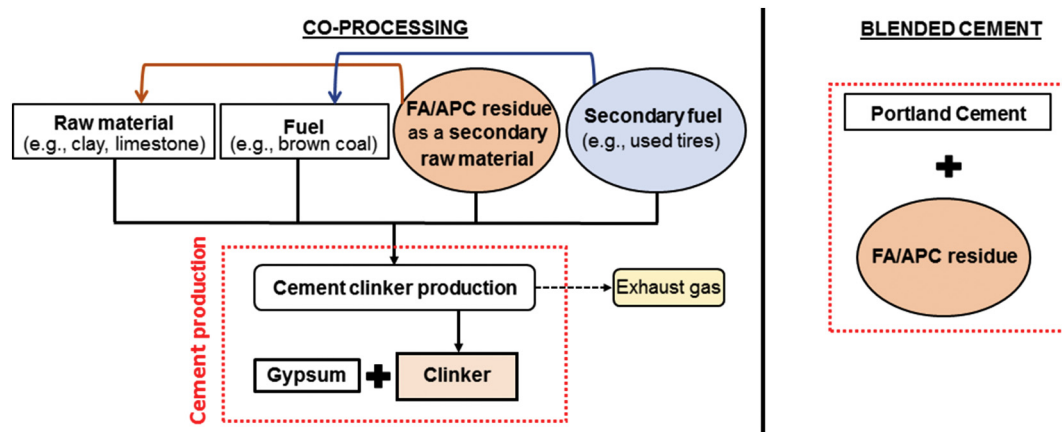 CO-PROCESSING
Raw material
(e.g., clay, limestone)
Fuel
(e.g., brown coal)
FA/APC residue
as a secondary
raw material
Secondary fuel
(e.g., used tires)
Cement production
Cement clinker production
Exhaust gas
Gypsum
Clinker
BLENDED CEMENT
Portland Cement
FA/APC residue